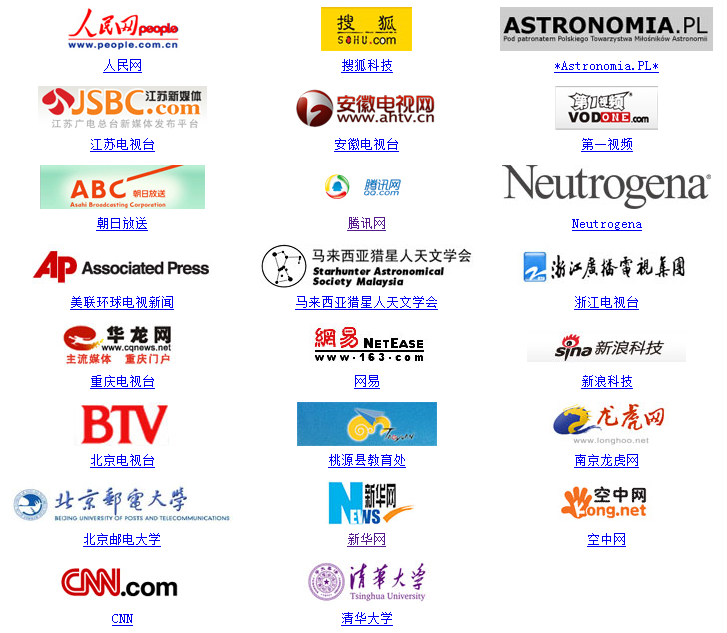 人民网people
www.people.com.cn
人民网
搜狐
SOHU.com
搜狐科技
ASTRONOMIA.PL
Pod patronatem Polskiego Towarzystwa Miłośników Astronomii
*Astronomia.PL*
JSBC.com 江苏新媒体
江苏广电总台新媒体发布平台
江苏电视台
安徽电视网
www.ahtv.cn
安徽电视台
第1视频
VODONE.com
第一视频
ABC 朝日放送
Asahi Broadcasting Corporation
朝日放送
腾讯网
QQ.com
腾讯网
Neutrogena®
Neutrogena
AP Associated Press
美联环球电视新闻
马来西亚猎星人天文学会
Starhunter Astronomical
Society Malaysia
马来西亚猎星人天文学会
浙江廣播電視集團
浙江电视台
华龙网
www.cqnews.net
主流媒体 重庆门户
重庆电视台
網易 NETEASE
www.163.com
网易
sina 新浪科技
新浪科技
BTV
北京电视台
桃源县教育处
龙虎网
www.longhoo.net
南京龙虎网
北京郵電大學
BEIJING UNIVERSITY OF POSTS AND TELECOMMUNICATIONS
北京邮电大学
新华网
NEWS
新华网
空中网
Kong.net
空中网
CNN.com
CNN
清華大学
Tsinghua University
清华大学